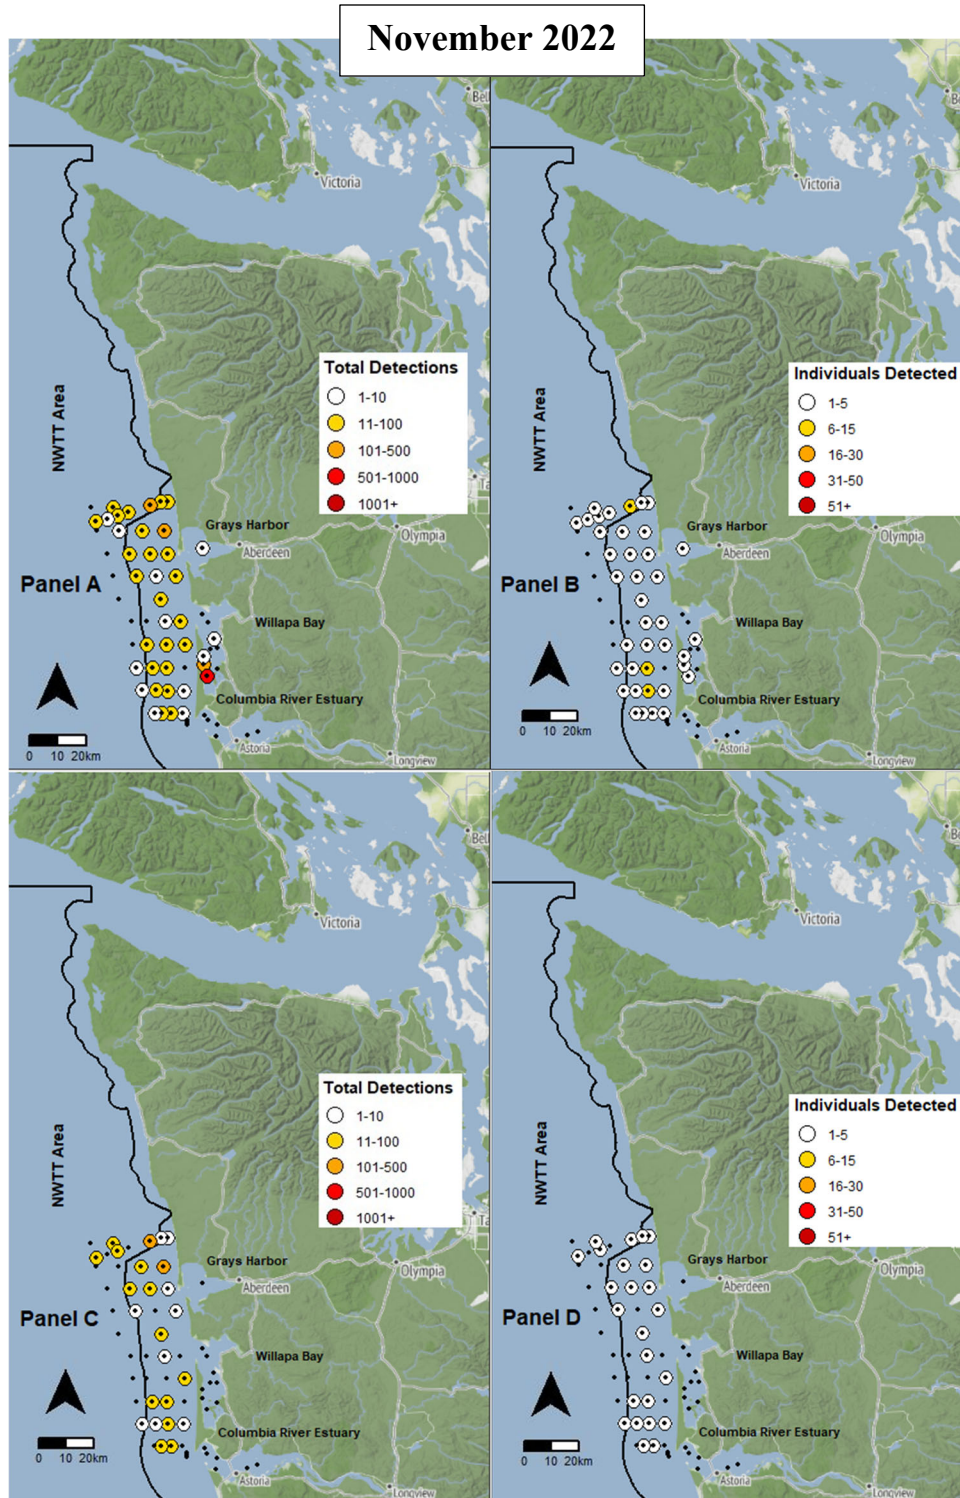 November 2022
Bel
Victoria
NWTT Area
Total Detections
1-10
11-100
101-500
501-1000
1001+
Ta
Grays Harbor
Aberdeen
Olympia
Panel A
Willapa Bay
Columbia River Estuary
0 10 20km
Astoria
Longview
Be
Victoria
NWTT Area
Individuals Detected
1-5
6-15
16-30
31-50
51+
Grays Harbor
Aberdeen
Olympia
Panel B
Willapa Bay
Columbia River Estuary
0 10 20km
Astoria
Longview
Bel
Victoria
NWTT Area
Total Detections
1-10
11-100
101-500
501-1000
1001+
Ta
Grays Harbor
Aberdeen
Olympia
Panel C
Willapa Bay
Columbia River Estuary
0 10 20km
Astoria
Longview
Be
Victoria
NWTT Area
Individuals Detected
1-5
6-15
16-30
31-50
51+
Grays Harbor
Aberdeen
Olympia
Panel D
Willapa Bay
Columbia River Estuary
0 10 20km
Astoria
Longview